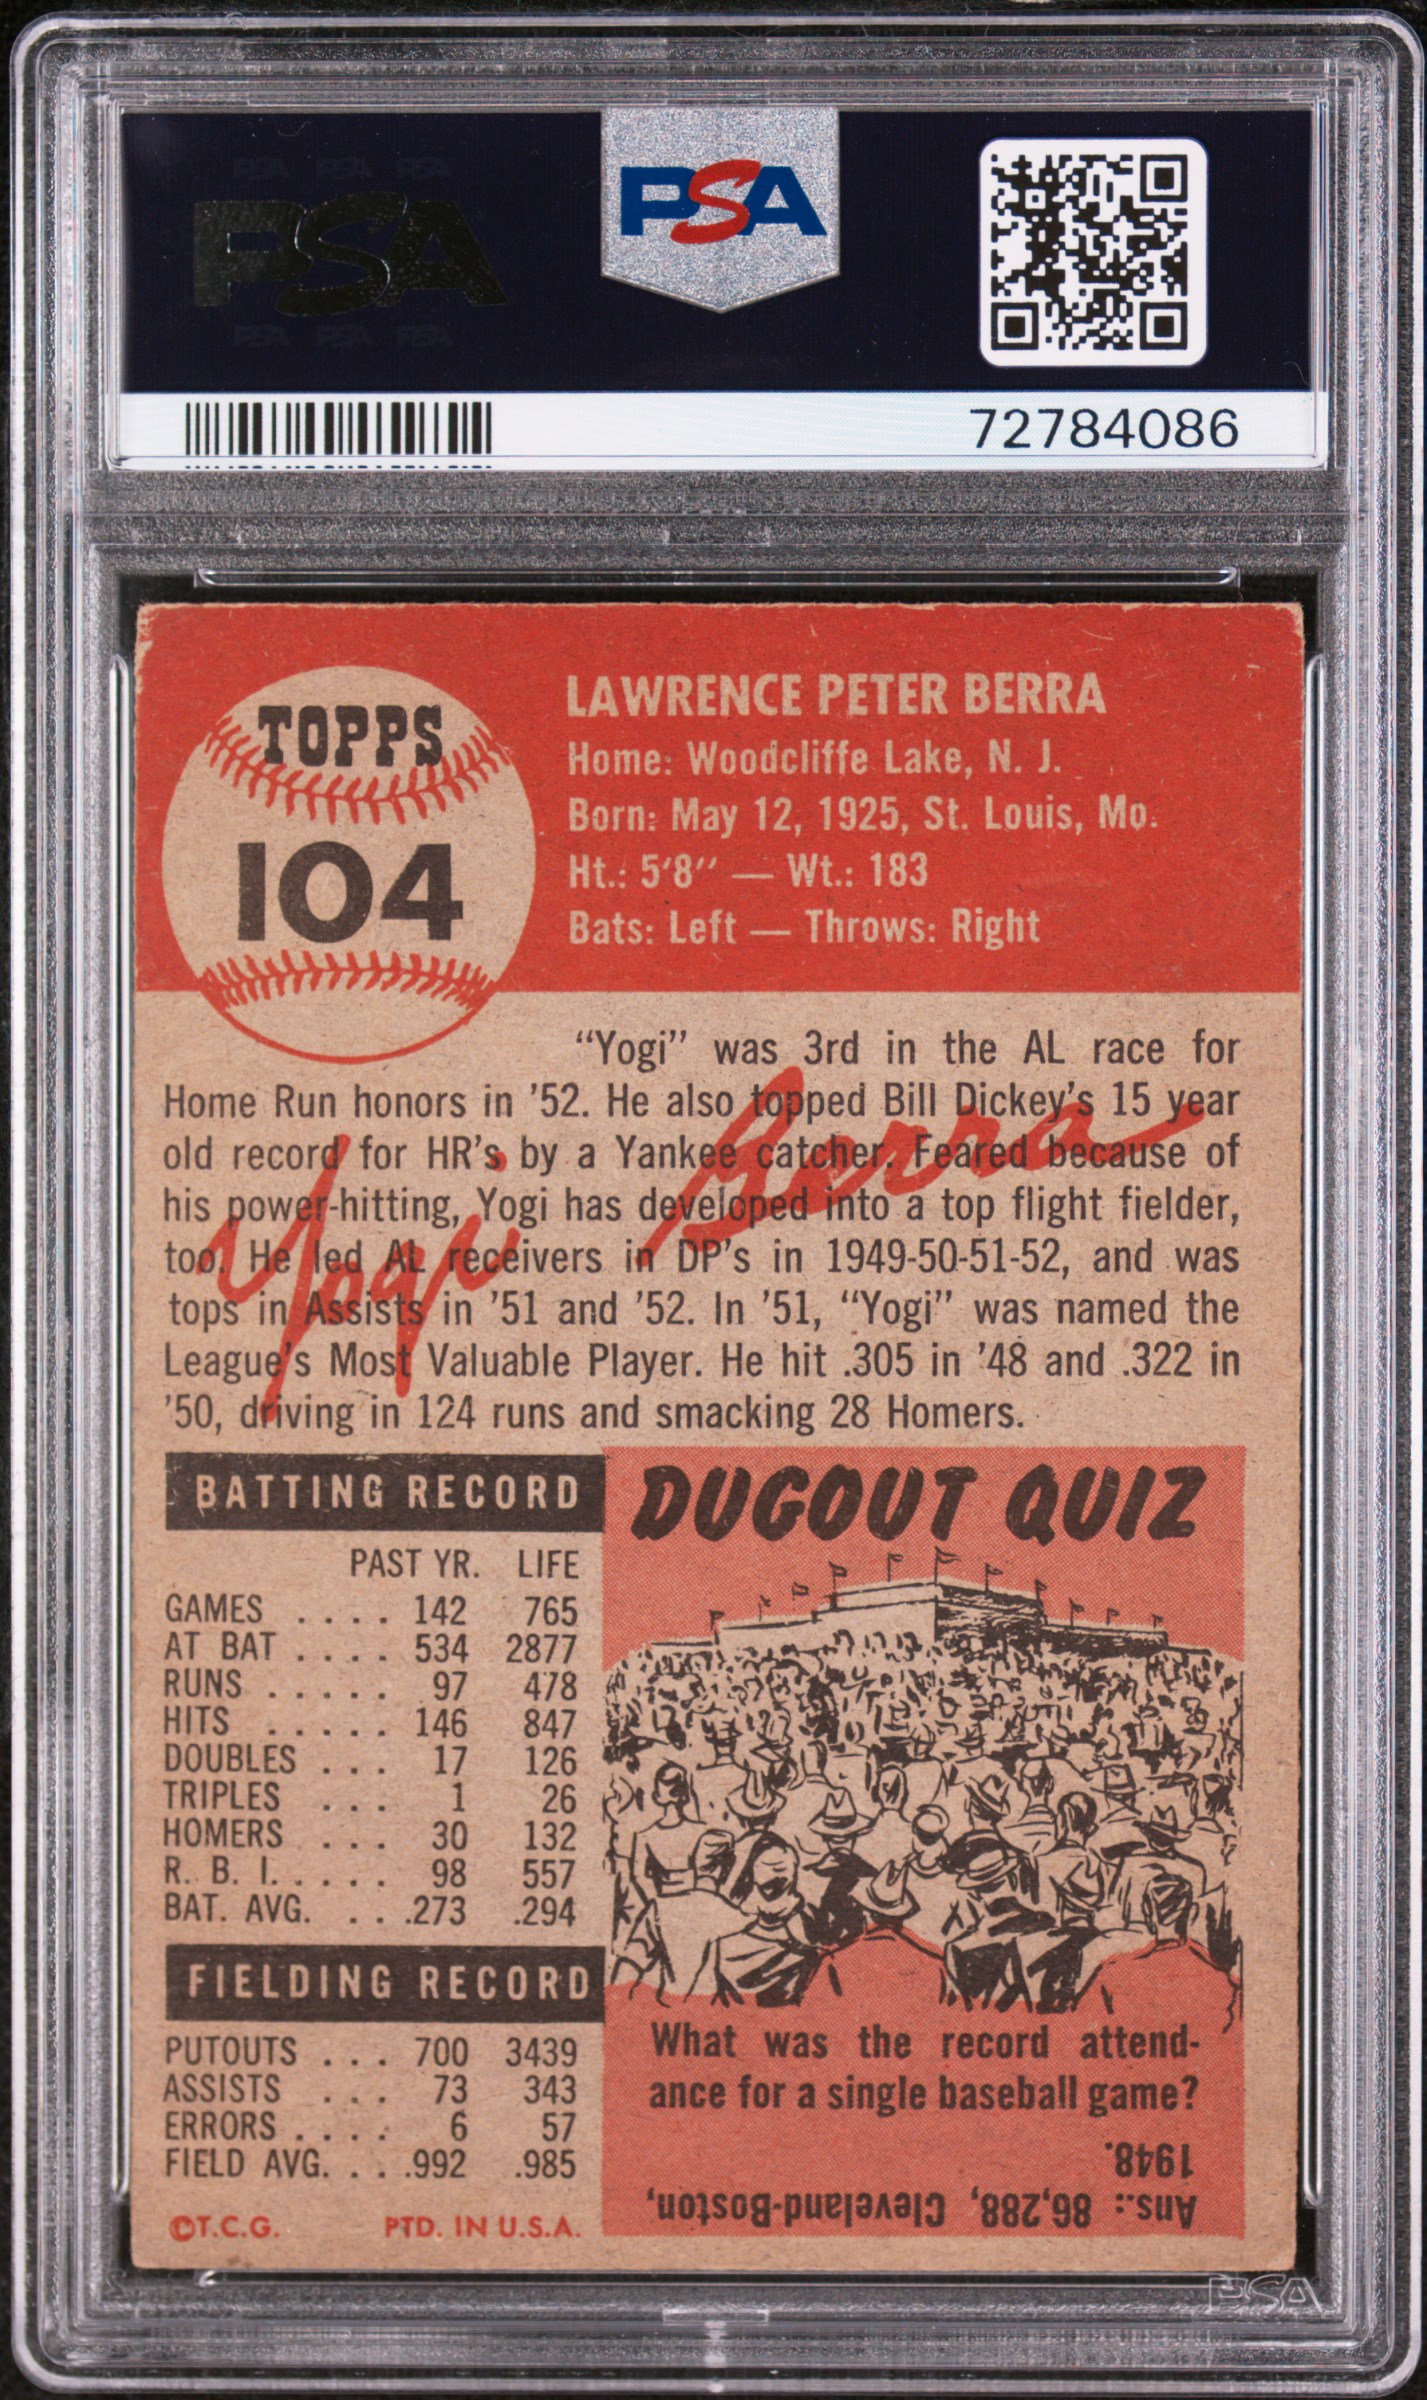 PSA PSA PSA
PSA
PSA PSA PSA
PSA
72784086
TOPPS
104
LAWRENCE PETER BERRA
Home: Woodcliffe Lake, N. J.
Born: May 12, 1925, St. Louis, Mo.
Ht.: 5'8" — Wt.: 183
Bats: Left — Throws: Right
"Yogi" was 3rd in the AL race for
Home Run honors in '52. He also topped Bill Dickey's 15 year
old record for HR's by a Yankee catcher. Feared because of
his power-hitting, Yogi has developed into a top flight fielder,
too. He led AL receivers in DP's in 1949-50-51-52, and was
tops in Assists in '51 and '52. In '51, "Yogi" was named the
League's Most Valuable Player. He hit .305 in '48 and .322 in
'50, driving in 124 runs and smacking 28 Homers.
Yogi Berra
BATTING RECORD
PAST YR. LIFE
GAMES .... 142 765
AT BAT .... 534 2877
RUNS ..... 97 478
HITS ..... 146 847
DOUBLES ... 17 126
TRIPLES ... 1 26
HOMERS ... 30 132
R. B. I. .... 98 557
BAT. AVG. ... .273 .294
FIELDING RECORD
PUTOUTS ... 700 3439
ASSISTS ... 73 343
ERRORS .... 6 57
FIELD AVG. ... .992 .985
©T.C.G. PTD. IN U.S.A.
DUGOUT QUIZ
What was the record attend-
ance for a single baseball game?
Ans.: 86,288, Cleveland-Boston,
1948.
PSA